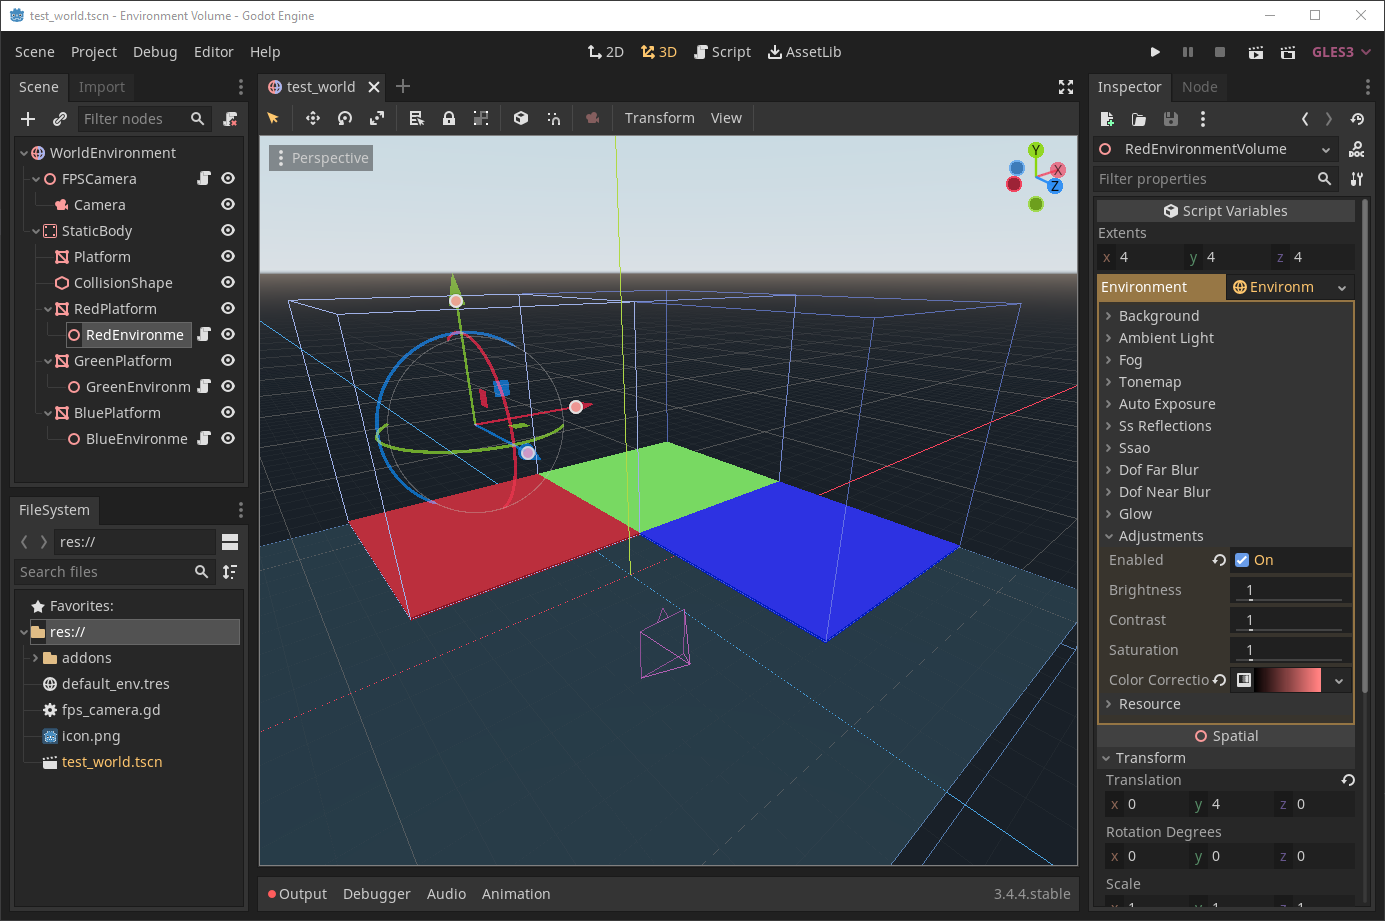 test_world.tscn - Environment Volume - Godot Engine
Scene Project Debug Editor Help
2D 3D Script AssetLib
GLES3
Scene Import
Filter nodes
WorldEnvironment
FPSCamera
Camera
StaticBody
Platform
CollisionShape
RedPlatform
RedEnvironme
GreenPlatform
GreenEnvironm
BluePlatform
BlueEnvironme
FileSystem
res://
Search files
Favorites:
res://
addons
default_env.tres
fps_camera.gd
icon.png
test_world.tscn
test_world
Transform View
Perspective
Y
X
Z
Output Debugger Audio Animation
3.4.4.stable
Inspector Node
RedEnvironmentVolume
Filter properties
Script Variables
Extents
x 4 y 4 z 4
Environment Environm
Background
Ambient Light
Fog
Tonemap
Auto Exposure
Ss Reflections
Ssao
Dof Far Blur
Dof Near Blur
Glow
Adjustments
Enabled On
Brightness 1
Contrast 1
Saturation 1
Color Correctio
Resource
Spatial
Transform
Translation
x 0 y 4 z 0
Rotation Degrees
x 0 y 0 z 0
Scale
x 1 y 1 z 1